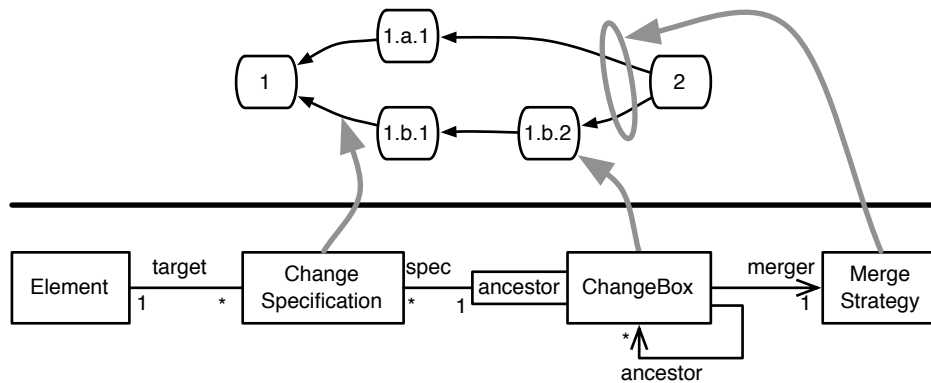 1.a.1
1
2
1.b.1
1.b.2
Element
target
1
*
Change
Specification
spec
*
1
ancestor
ChangeBox
*
ancestor
merger
1
Merge
Strategy